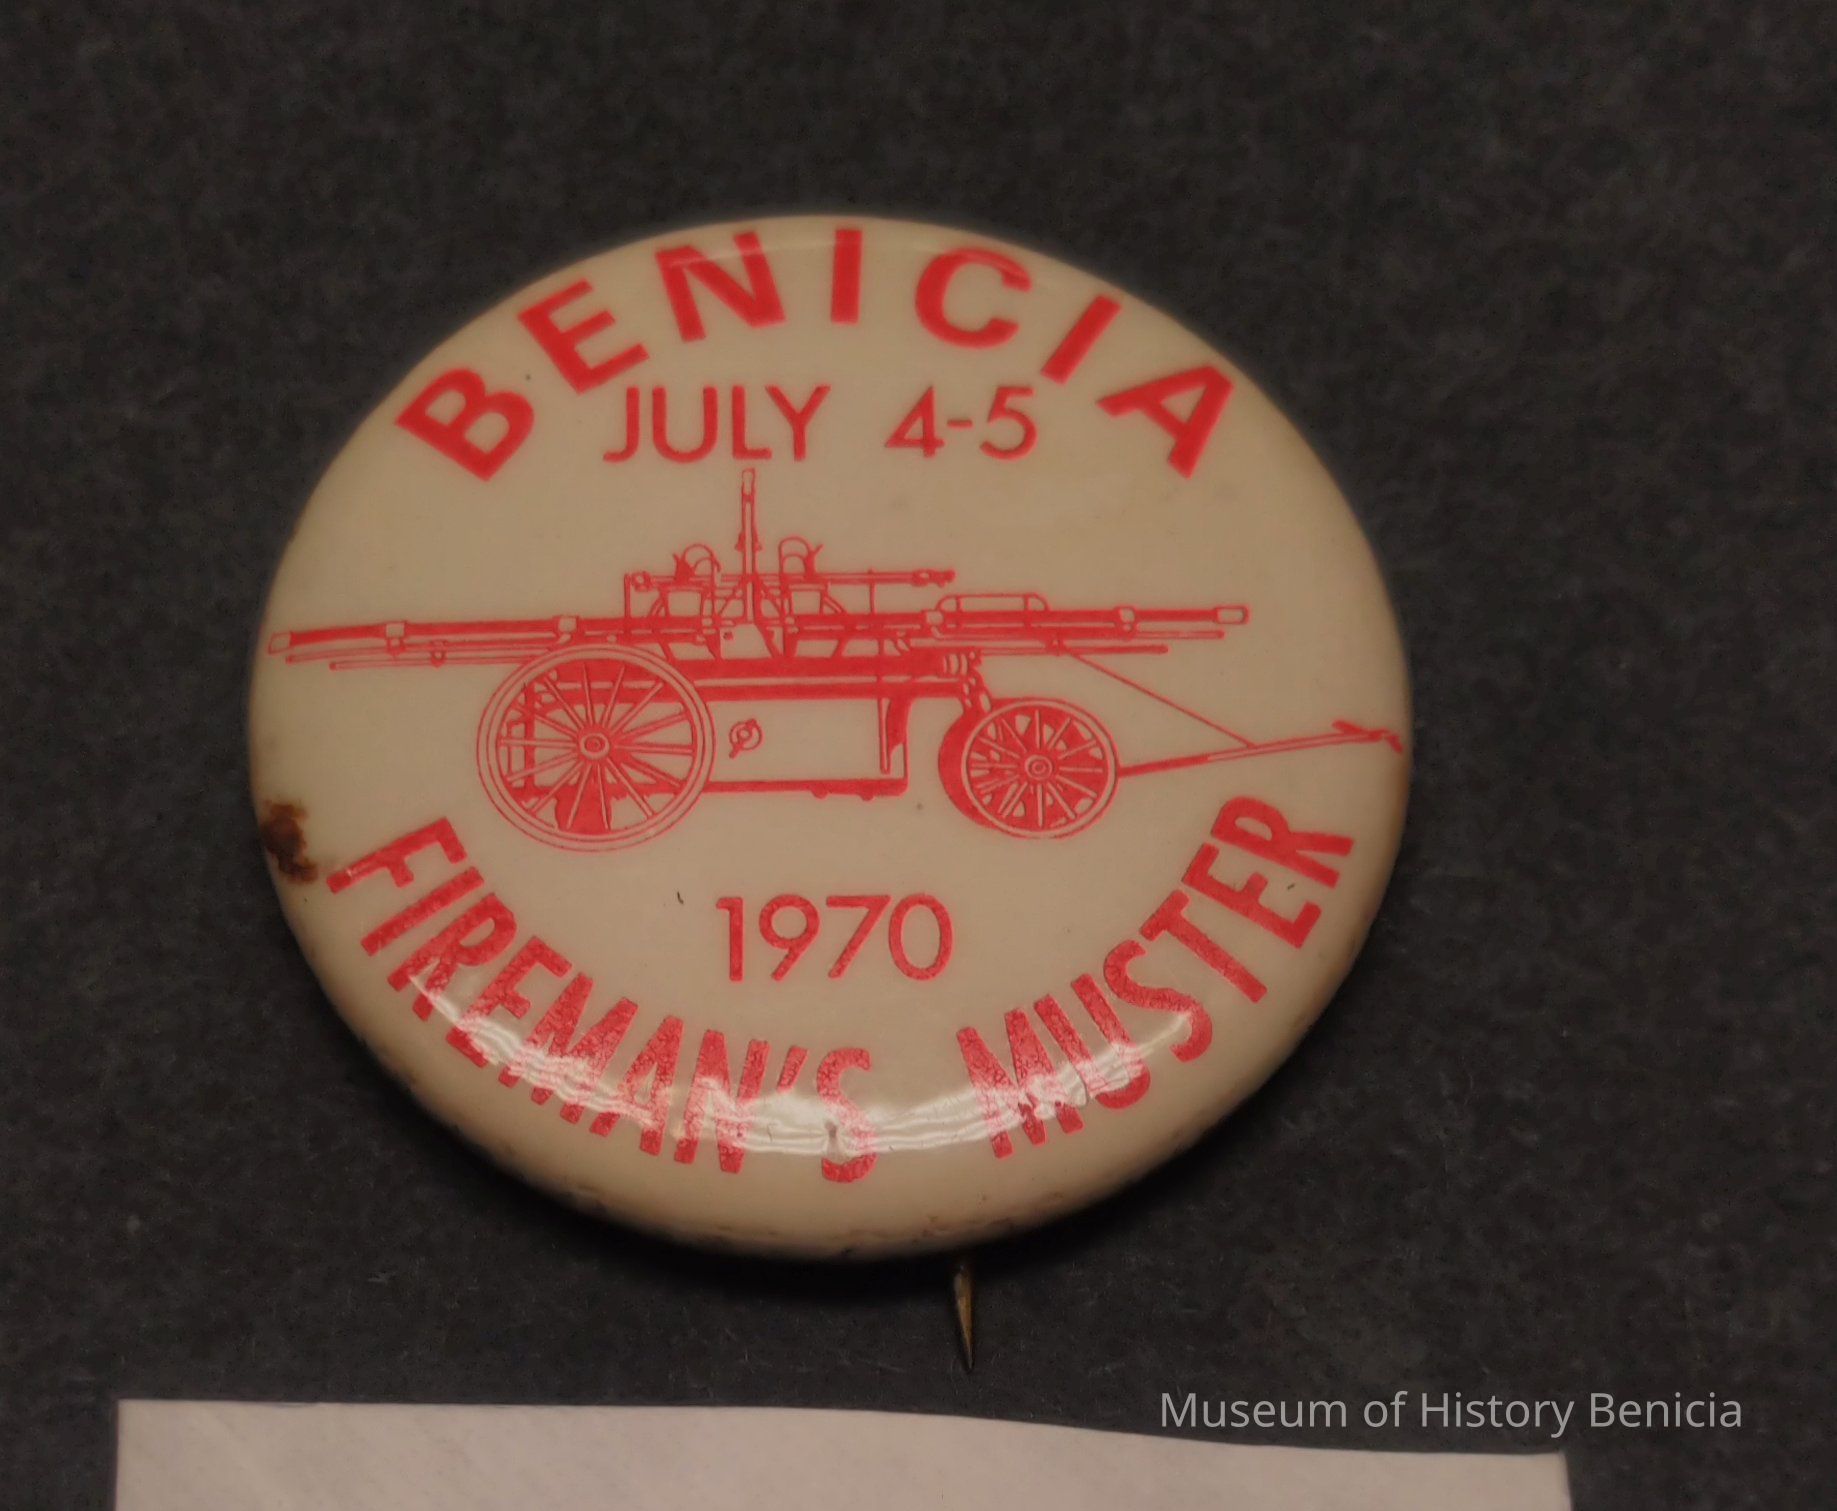 BENICIA
JULY 4-5
1970
FIREMAN'S MUSTER
Museum of History Benicia